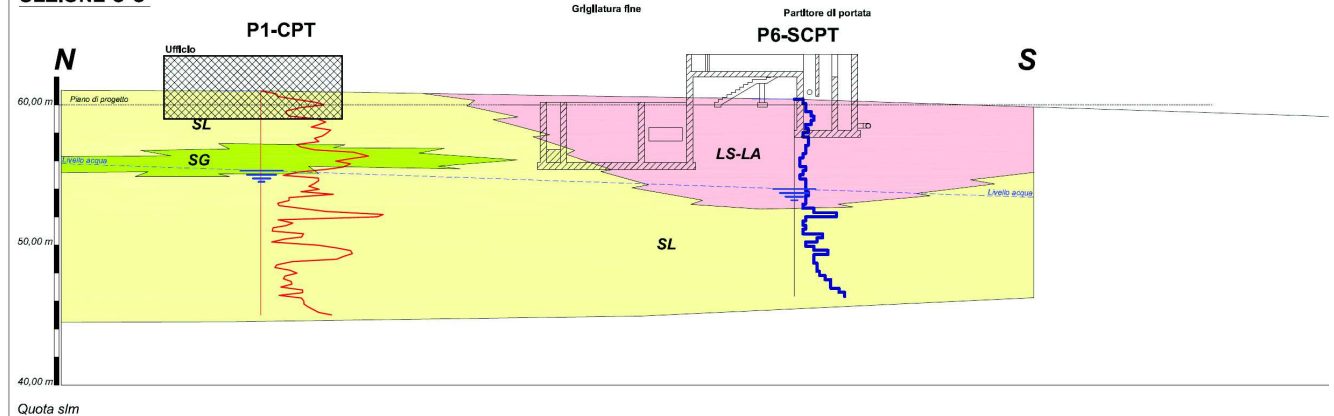 Grigliatura fine
Partitore di portata
P1-CPT
P6-SCPT
Ufficio
N
S
60,00 m
Piano di progetto
SL
Livello acqua
SG
LS-LA
Livello acqua
50,00 m
SL
40,00 m
Quota slm